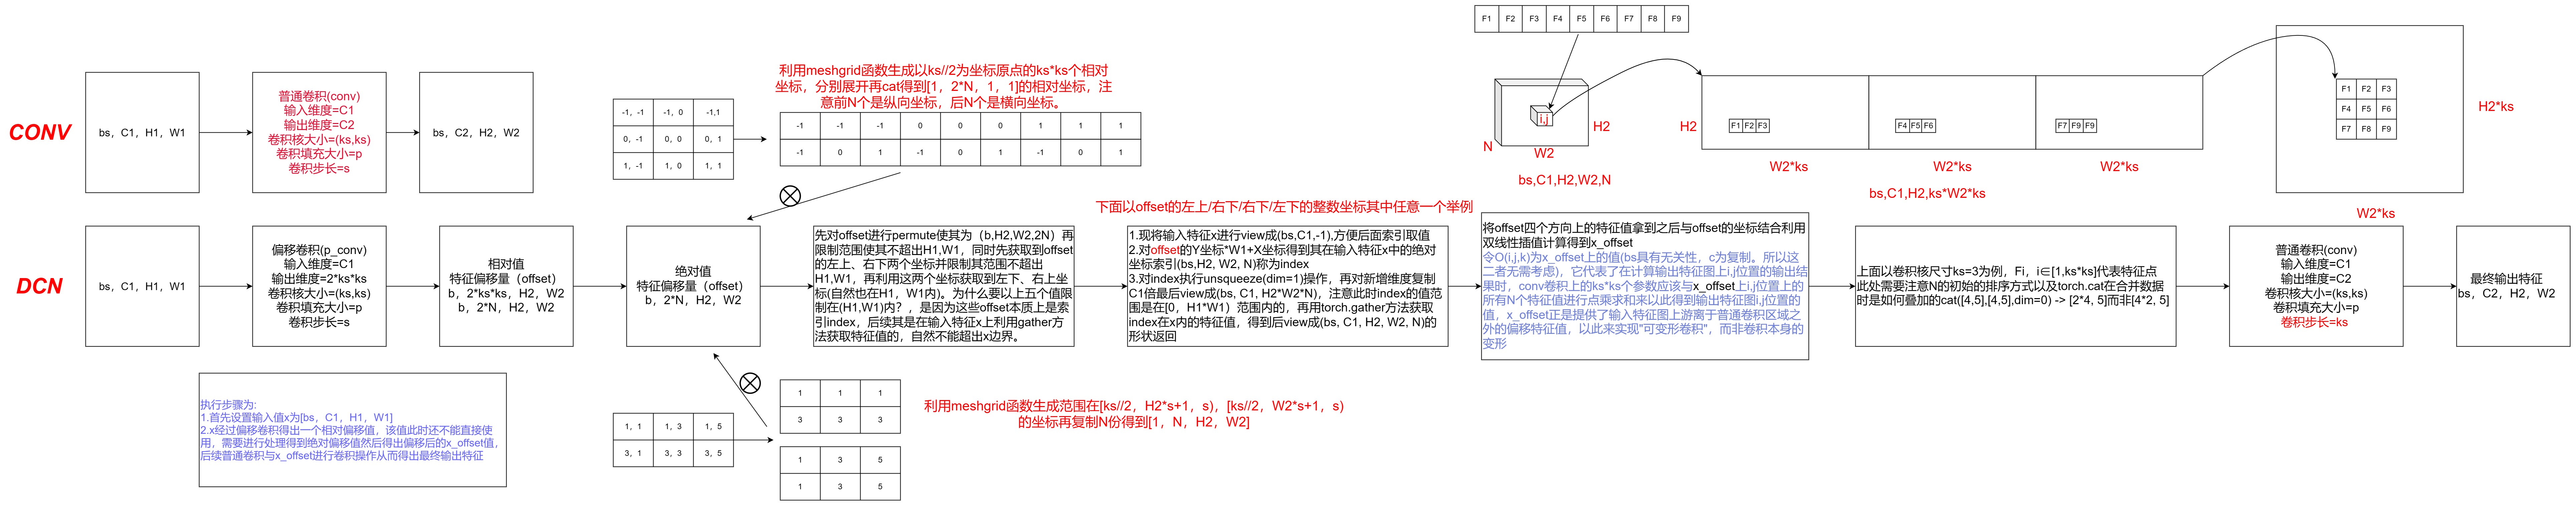 CONV
bs，C1，H1，W1
普通卷积(conv)
输入维度=C1
输出维度=C2
卷积核大小=(ks,ks)
卷积填充大小=p
卷积步长=s
bs，C2，H2，W2
-1，-1
-1，0
-1,1
0，-1
0，0
0，1
1，-1
1，0
1，1
利用meshgrid函数生成以ks//2为坐标原点的ks*ks个相对
坐标，分别展开再cat得到[1，2*N，1，1]的相对坐标，注
意前N个是纵向坐标，后N个是横向坐标。
-1 -1 -1 0 0 0 1 1 1
-1 0 1 -1 0 1 -1 0 1
F1 F2 F3 F4 F5 F6 F7 F8 F9
i,j
N
W2
H2
bs,C1,H2,W2,N
H2
F1 F2 F3
F4 F5 F6
F7 F9 F9
W2*ks
W2*ks
W2*ks
bs,C1,H2,ks*W2*ks
F1 F2 F3
F4 F5 F6
F7 F8 F9
H2*ks
W2*ks
DCN
bs，C1，H1，W1
偏移卷积(p_conv)
输入维度=C1
输出维度=2*ks*ks
卷积核大小=(ks,ks)
卷积填充大小=p
卷积步长=s
相对值
特征偏移量（offset）
b，2*ks*ks，H2，W2
b，2*N，H2，W2
绝对值
特征偏移量（offset）
b，2*N，H2，W2
先对offset进行permute使其为（b,H2,W2,2N）再
限制范围使其不超出H1,W1，同时先获取到offset
的左上、右下两个坐标并限制其范围不超出
H1,W1，再利用这两个坐标获取到左下、右上坐
标(自然也在H1，W1内)。为什么要以上五个值限
制在(H1,W1)内？，是因为这些offset本质上是索
引index，后续其是在输入特征x上利用gather方
法获取特征值的，自然不能超出x边界。
下面以offset的左上/右下/右下/左下的整数坐标其中任意一个举例
1.现将输入特征x进行view成(bs,C1,-1),方便后面索引取值
2.对offset的Y坐标*W1+X坐标得到其在输入特征x中的绝对
坐标索引(bs,H2, W2, N)称为index
3.对index执行unsqueeze(dim=1)操作，再对新增维度复制
C1倍最后view成(bs, C1, H2*W2*N)，注意此时index的值范
围是在[0，H1*W1）范围内的，再用torch.gather方法获取
index在x内的特征值，得到后view成(bs, C1, H2, W2, N)的
形状返回
将offset四个方向上的特征值拿到之后与offset的坐标结合利用
双线性插值计算得到x_offset
令O(i,j,k)为x_offset上的值(bs具有无关性，c为复制。所以这
二者无需考虑)，它代表了在计算输出特征图上i,j位置的输出结
果时，conv卷积上的ks*ks个参数应该与x_offset上i,j位置上的
所有N个特征值进行点乘求和来以此得到输出特征图i,j位置的
值，x_offset正是提供了输入特征图上游离于普通卷积区域之
外的偏移特征值，以此来实现"可变形卷积"，而非卷积本身的
变形
上面以卷积核尺寸ks=3为例，Fi，i∈[1,ks*ks]代表特征点
此处需要注意N的初始的排序方式以及torch.cat在合并数据
时是如何叠加的cat([4,5],[4,5],dim=0) -> [2*4, 5]而非[4*2, 5]
普通卷积(conv)
输入维度=C1
输出维度=C2
卷积核大小=(ks,ks)
卷积填充大小=p
卷积步长=ks
最终输出特征
bs，C2，H2，W2
执行步骤为:
1.首先设置输入值x为[bs，C1，H1，W1]
2.x经过偏移卷积得出一个相对偏移值，该值此时还不能直接使
用，需要进行处理得到绝对偏移值然后得出偏移后的x_offset值，
后续普通卷积与x_offset进行卷积操作从而得出最终输出特征
1，1
1，3
1，5
3，1
3，3
3，5
1 1 1
3 3 3
1 3 5
1 3 5
利用meshgrid函数生成范围在[ks//2，H2*s+1，s)，[ks//2，W2*s+1，s)
的坐标再复制N份得到[1，N，H2，W2]